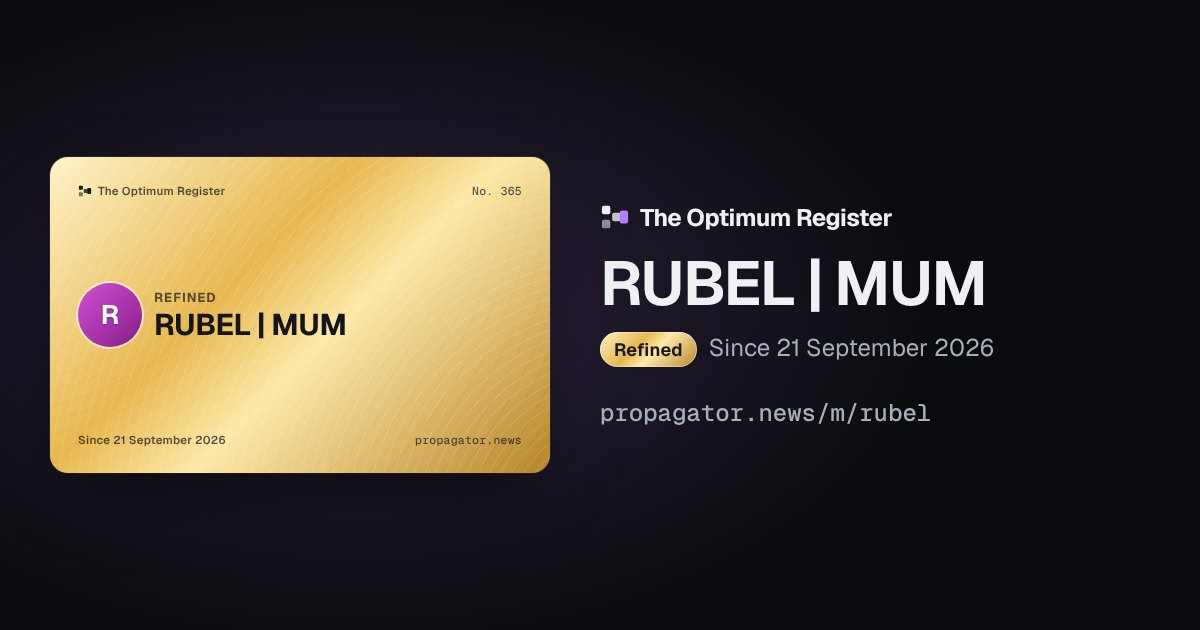 The Optimum Register
No. 365
R
REFINED
RUBEL | MUM
Since 21 September 2026
propagator.news
The Optimum Register
RUBEL | MUM
Refined
Since 21 September 2026
propagator.news/m/rubel